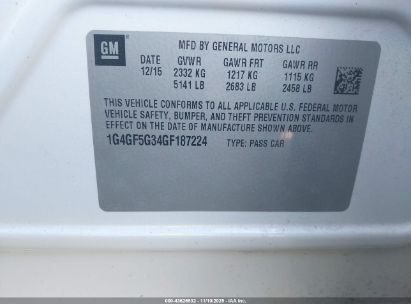 GM
MFD BY GENERAL MOTORS LLC
DATE GVWR GAWR FRT GAWR RR
12/15 2332 KG 1217 KG 1115 KG
5141 LB 2683 LB 2458 LB
THIS VEHICLE CONFORMS TO ALL APPLICABLE U.S. FEDERAL MOTOR
VEHICLE SAFETY, BUMPER, AND THEFT PREVENTION STANDARDS IN
EFFECT ON THE DATE OF MANUFACTURE SHOWN ABOVE.
1G4GF5G34GF187224 TYPE: PASS CAR